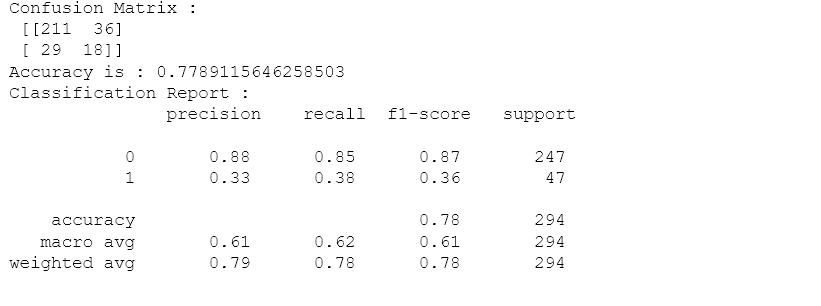 Confusion Matrix :
[[211  36]
[ 29  18]]
Accuracy is : 0.7789115646258503
Classification Report :
precision    recall  f1-score   support
0       0.88      0.85      0.87       247
1       0.33      0.38      0.36        47
accuracy                           0.78       294
macro avg       0.61      0.62      0.61       294
weighted avg       0.79      0.78      0.78       294